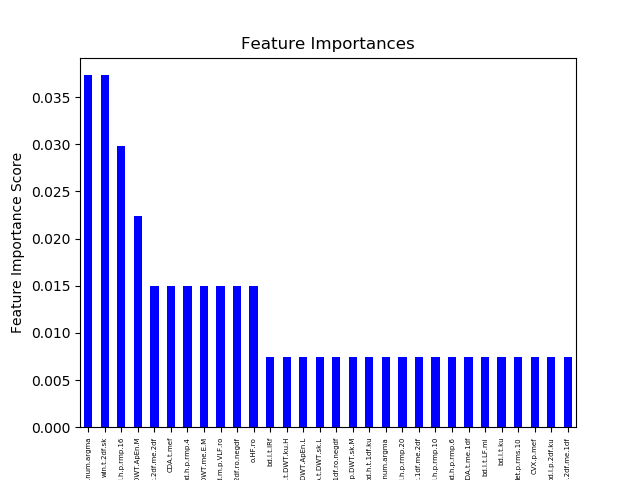 Feature Importances
Feature Importance Score
0.035
0.030
0.025
0.020
0.015
0.010
0.005
0.000
.num.argma
win.t.2df.sk
.h.p.rmp.16
DWT.ApEn.M
.2df.me.2df
CDA.t.mef
d.h.p.rmp.4
DWT.me.E.M
d.m.p.VLF.ro
2df.ro.negdf
o.HF.ro
bd.l.t.IRf
.t.DWT.ku.H
DWT.ApEn.L
.t.DWT.sk.L
1df.ro.negdf
p.DWT.sk.M
d.h.t.1df.ku
num.argma
.h.p.rmp.20
.1df.me.2df
.h.p.rmp.10
d.h.p.rmp.6
DA.t.me.1df
bd.l.t.LF.ml
bd.l.t.ku
let.p.rms.10
CVX.p.mef
d.l.p.2df.ku
.2df.me.1df